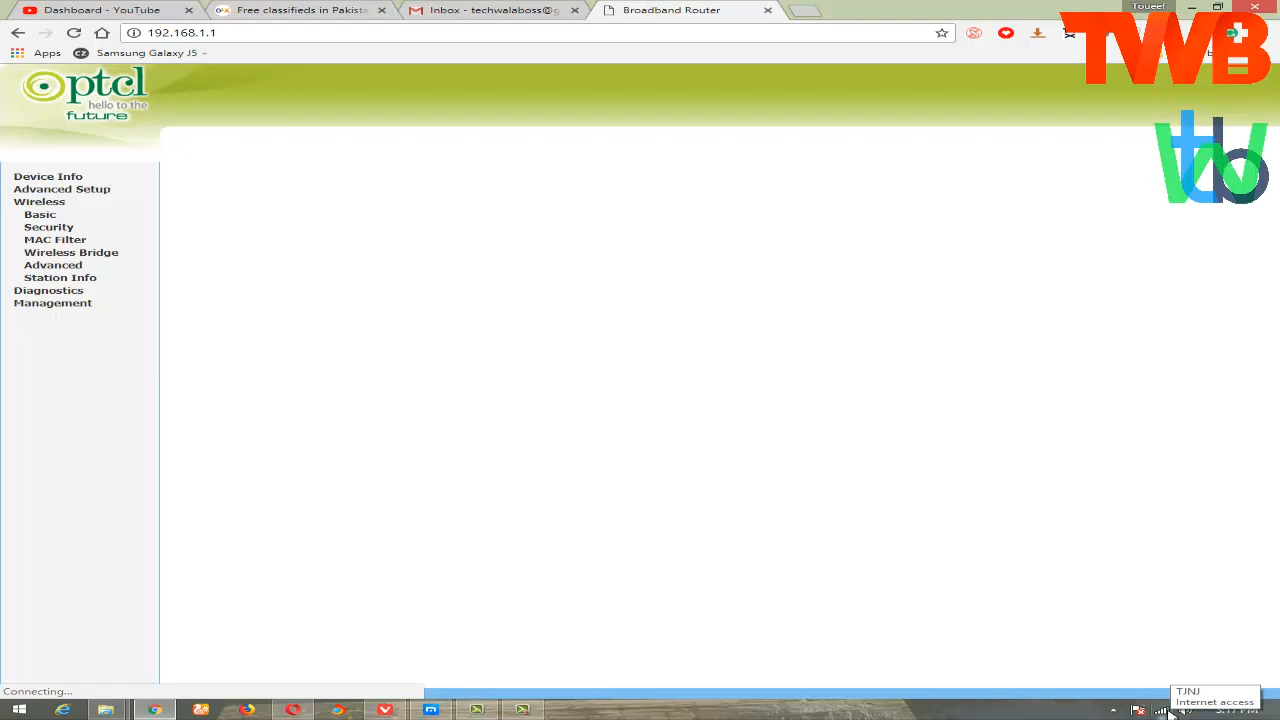 Dashboard - YouTube
Free classifieds in Pakista
Inbox - techwalaboss@g
Broadband Router
Toueef
192.168.1.1
Apps
Samsung Galaxy J5 -
TWB
ptcl
hello to the
future
twb
Device Info
Advanced Setup
Wireless
Basic
Security
MAC Filter
Wireless Bridge
Advanced
Station Info
Diagnostics
Management
Connecting...
TJNJ
Internet access